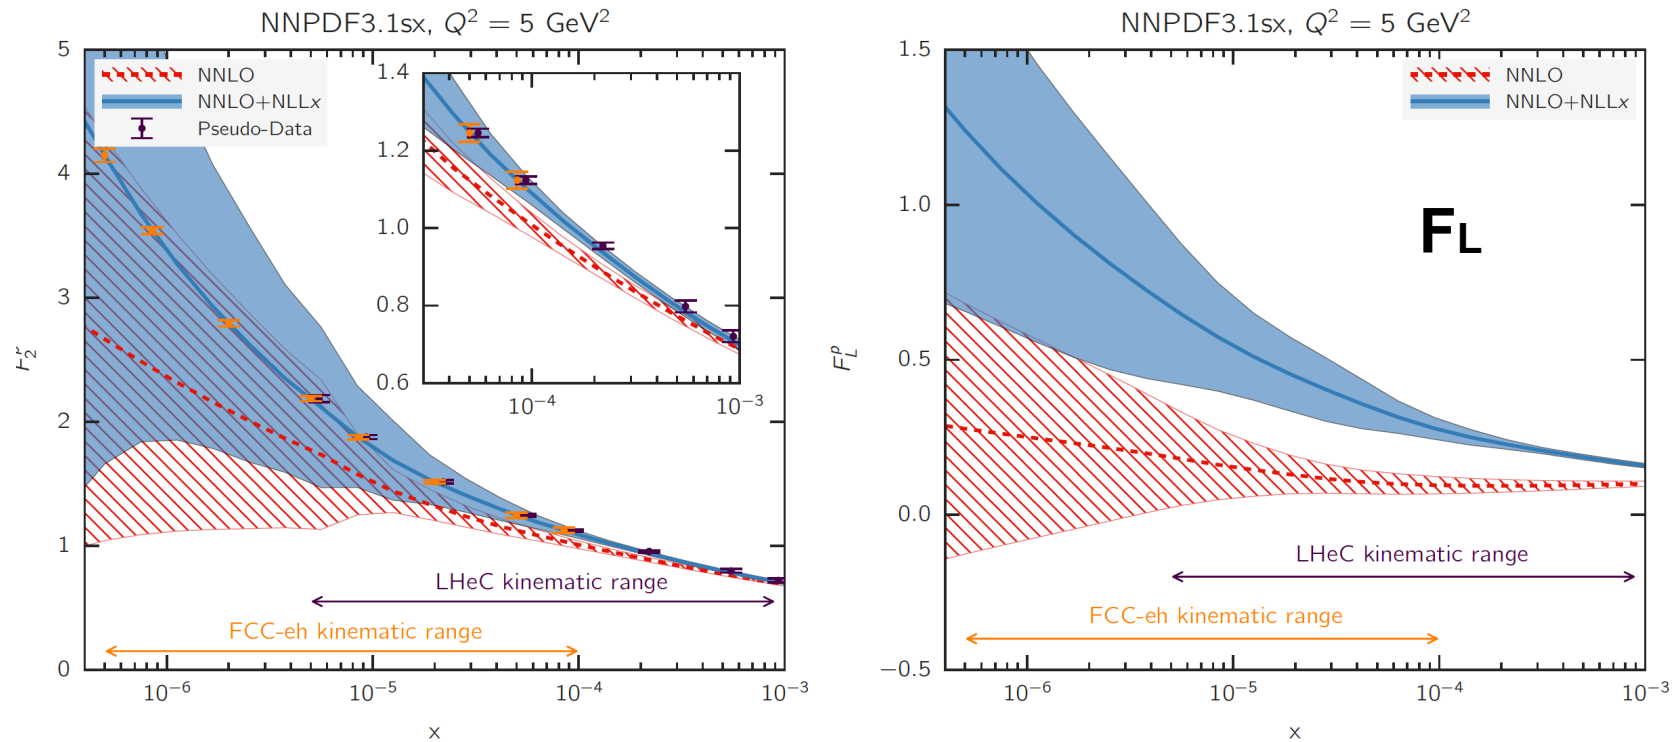 NNPDF3.1sx, Q² = 5 GeV²
5
4
3
2
1
0
NNLO
NNLO+NLLx
Pseudo-Data
1.4
1.2
1.0
0.8
0.6
10⁻⁴
10⁻³
LHeC kinematic range
FCC-eh kinematic range
10⁻⁶
10⁻⁵
10⁻⁴
10⁻³
x
NNPDF3.1sx, Q² = 5 GeV²
F_L^p
1.5
1.0
0.5
0.0
−0.5
NNLO
NNLO+NLLx
FL
LHeC kinematic range
FCC-eh kinematic range
10⁻⁶
10⁻⁵
10⁻⁴
10⁻³
x